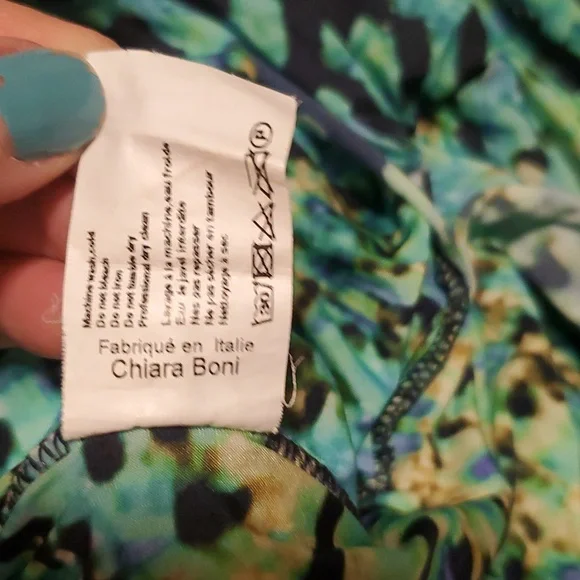 Machine wash,cold
Do not bleach
Do not iron
Do not tumble dry
Professional dry clean
Lavage à la machine,eau froide
Eau de javel interdite
Nes pas repasser
Ne pas sécher en tambour
Nettoyage à sec
30
P
Fabriqué en Italie
Chiara Boni